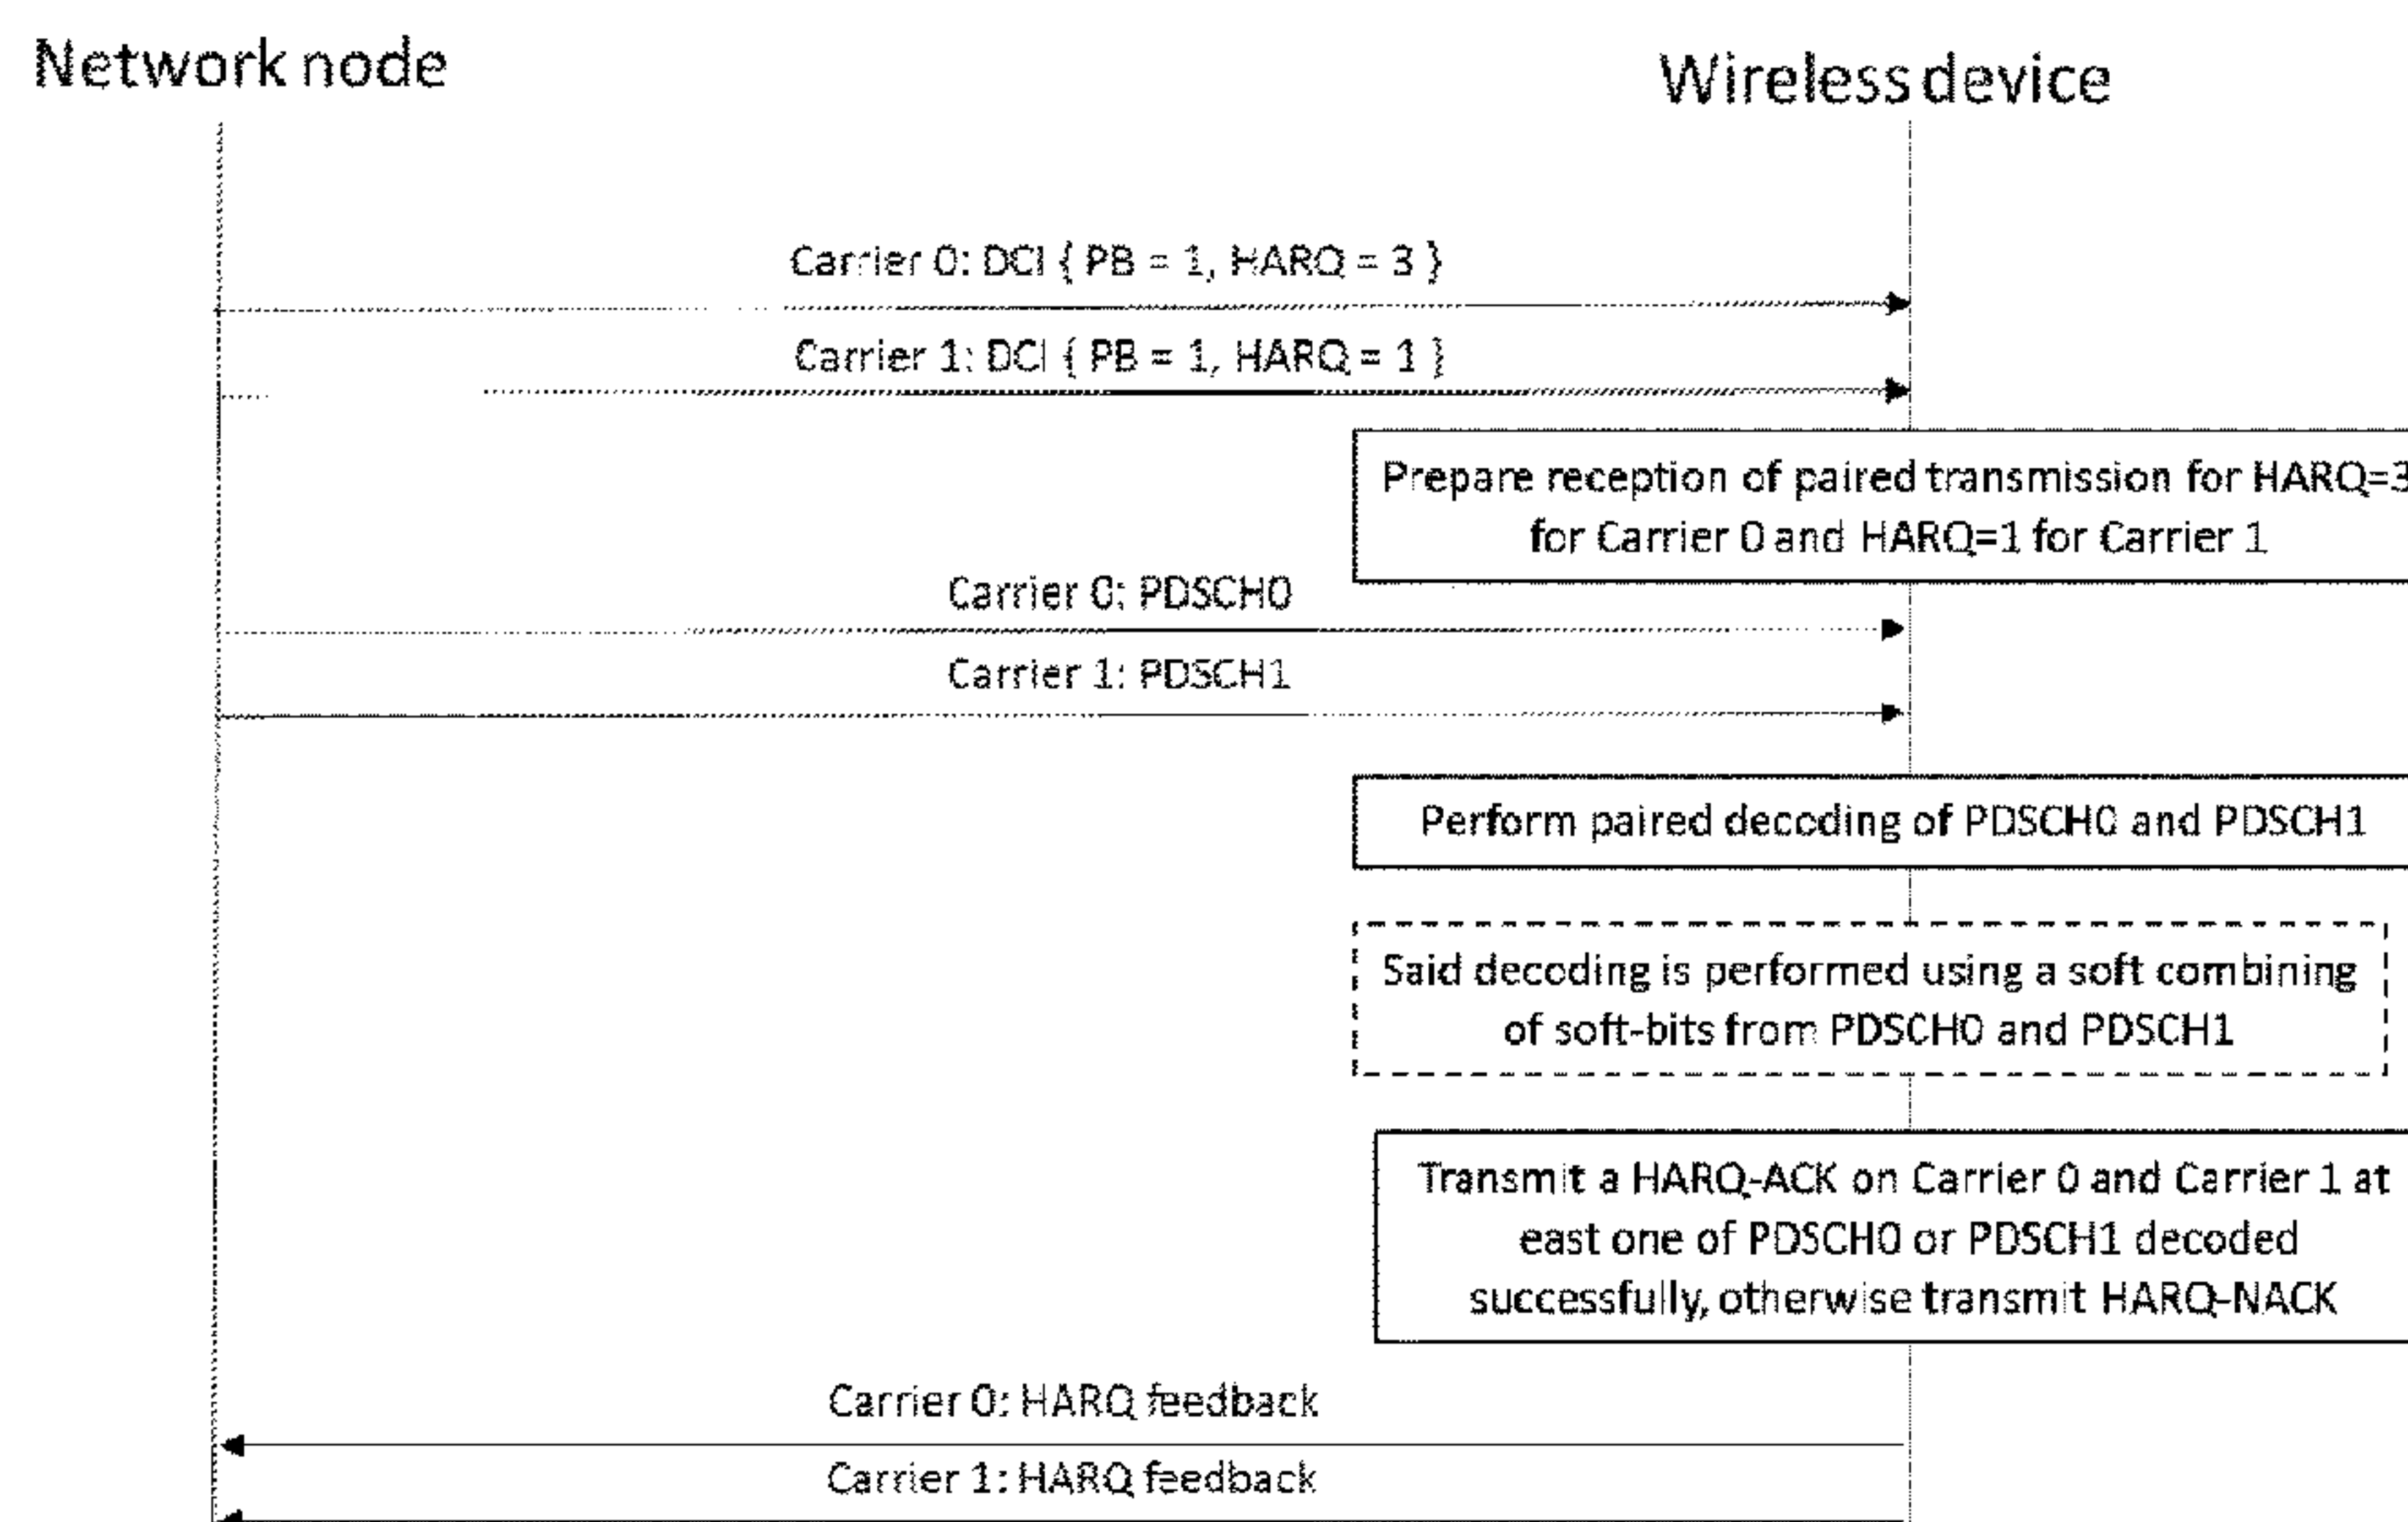 Network node
Wireless device
Carrier 0: DCI { PB = 1, HARQ = 3 }
Carrier 1: DCI { PB = 1, HARQ = 1 }
Prepare reception of paired transmission for HARQ=3
for Carrier 0 and HARQ=1 for Carrier 1
Carrier 0: PDSCH0
Carrier 1: PDSCH1
Perform paired decoding of PDSCH0 and PDSCH1
Said decoding is performed using a soft combining
of soft-bits from PDSCH0 and PDSCH1
Transmit a HARQ-ACK on Carrier 0 and Carrier 1 at
east one of PDSCH0 or PDSCH1 decoded
successfully, otherwise transmit HARQ-NACK
Carrier 0: HARQ feedback
Carrier 1: HARQ feedback